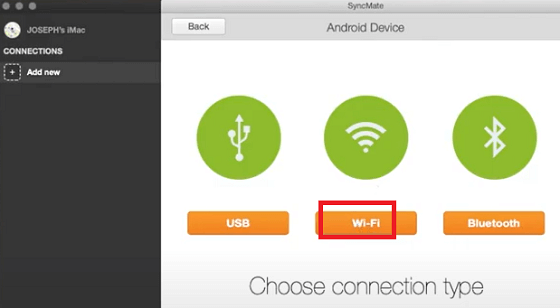 SyncMate
JOSEPH's iMac
Back
Android Device
CONNECTIONS
Add new
USB
Wi-Fi
Bluetooth
Choose connection type